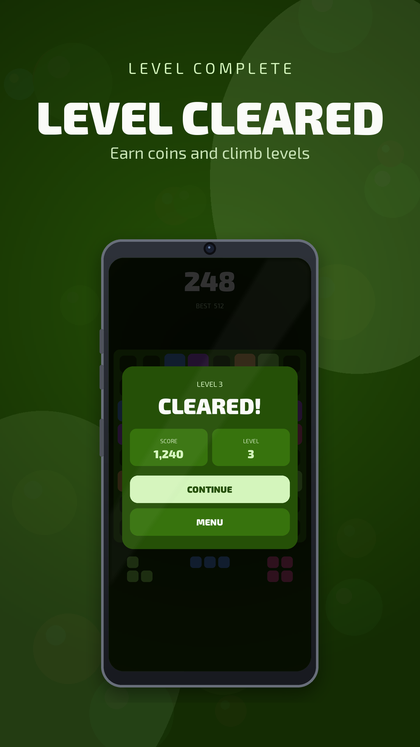 LEVEL COMPLETE
LEVEL CLEARED
Earn coins and climb levels
248
BEST 512
LEVEL 3
CLEARED!
SCORE
1,240
LEVEL
3
CONTINUE
MENU